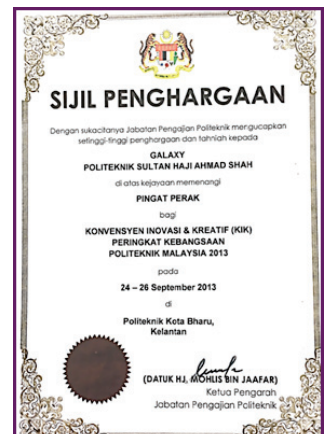 SIJIL PENGHARGAAN
Dengan sukacitanya Jabatan Pengajian Politeknik mengucapkan
setinggi-tinggi penghargaan dan tahniah kepada
GALAXY
POLITEKNIK SULTAN HAJI AHMAD SHAH
di atas kejayaan memenangi
PINGAT PERAK
bagi
KONVENSYEN INOVASI & KREATIF (KIK)
PERINGKAT KEBANGSAAN
POLITEKNIK MALAYSIA 2013
pada
24 – 26 September 2013
di
Politeknik Kota Bharu,
Kelantan
(DATUK HJ. MOHLIS BIN JAAFAR)
Ketua Pengarah
Jabatan Pengajian Politeknik